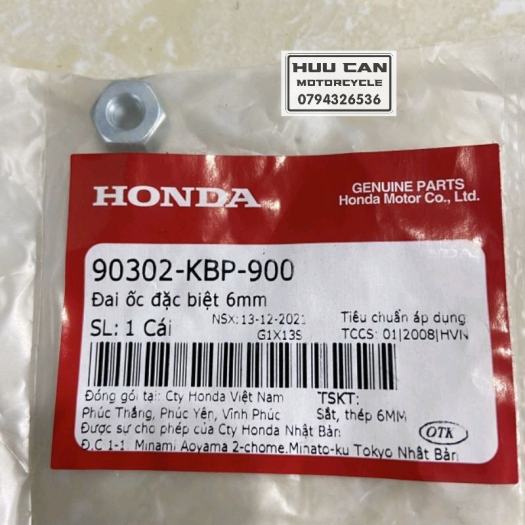 HUU CAN
MOTORCYCLE
0794326536
HONDA
GENUINE PARTS
Honda Motor Co., Ltd.
90302-KBP-900
Đai ốc đặc biệt 6mm
SL: 1 Cái
NSX: 13-12-2021
G1X13S
Tiêu chuẩn áp dụng
TCCS: 01|2008|HVN
Đóng gói tại: Cty Honda Việt Nam
Phúc Thắng, Phúc Yên, Vĩnh Phúc
Được sự cho phép của Cty Honda Nhật Bản
Đ.C 1-1, Minami Aoyama 2-chome, Minato-ku Tokyo Nhật Bản
TSKT:
Sắt, thép 6MM
OTK